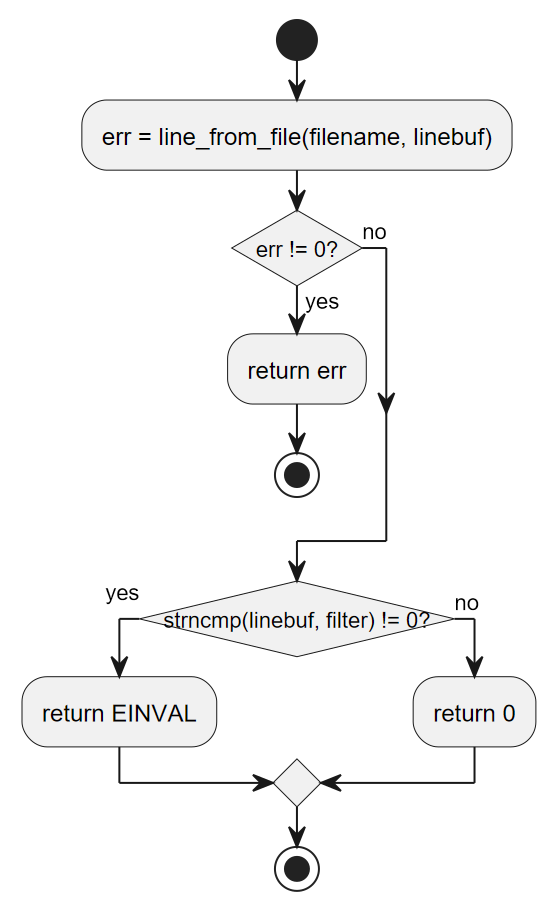 err = line_from_file(filename, linebuf)
err != 0?
no
yes
return err
yes
strncmp(linebuf, filter) != 0?
no
return EINVAL
return 0